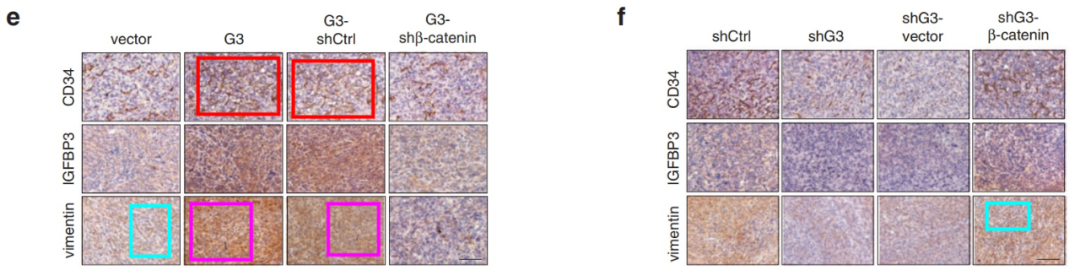 e
vector
G3
G3-
shCtrl
G3-
shβ-catenin
CD34
IGFBP3
vimentin
f
shCtrl
shG3
shG3-
vector
shG3-
β-catenin
CD34
IGFBP3
vimentin